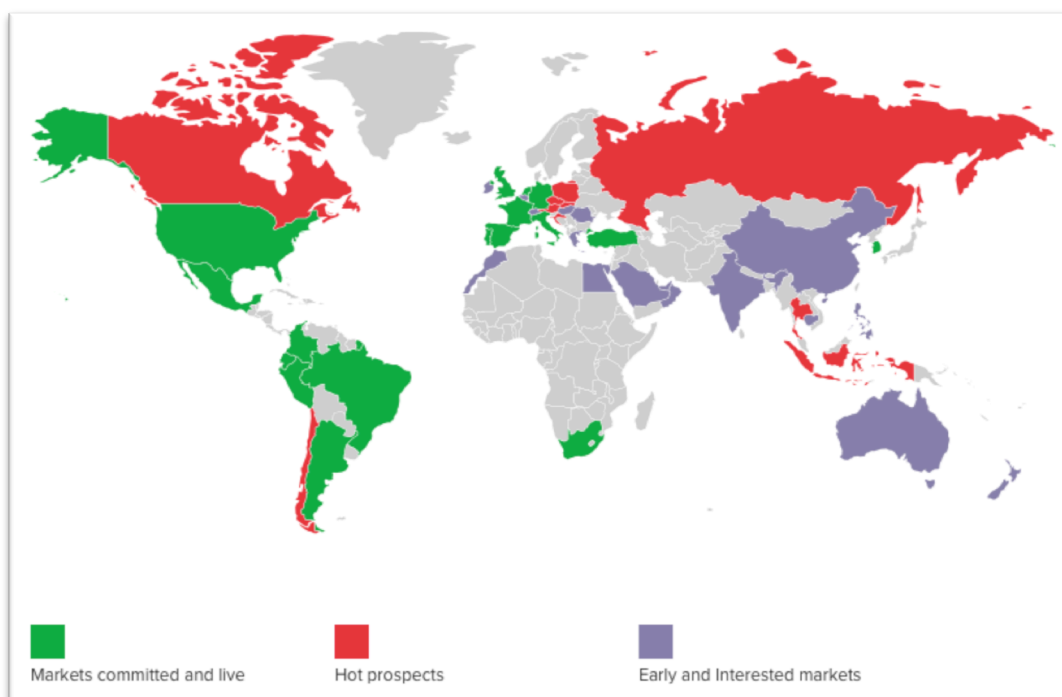 Markets committed and live
Hot prospects
Early and Interested markets